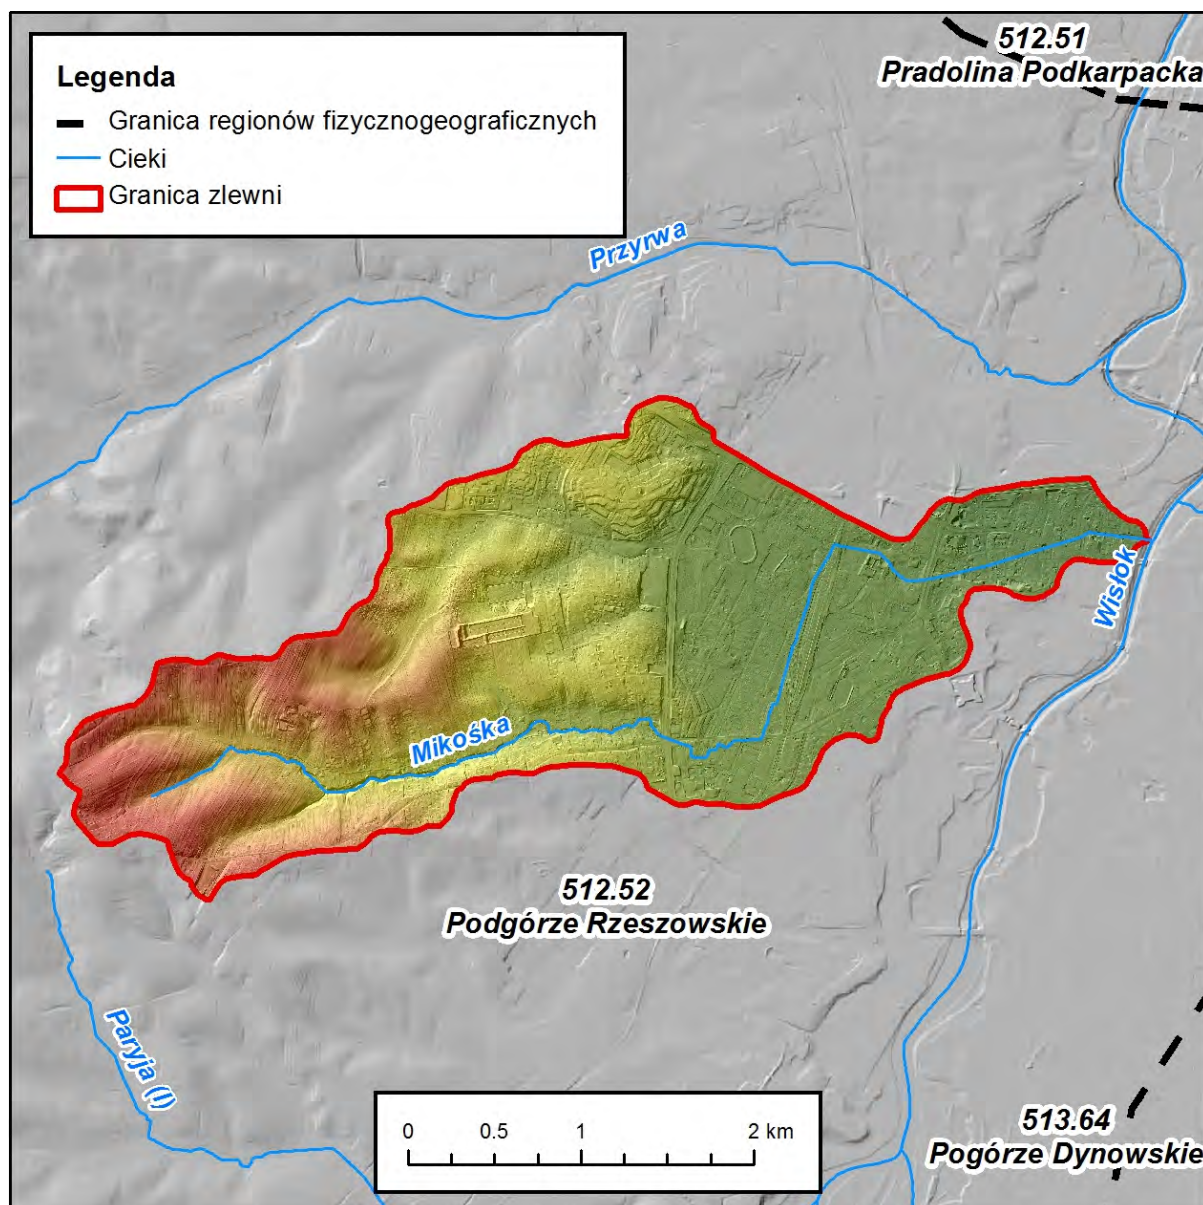 512.51
Pradolina Podkarpacka
Legenda
Granica regionów fizycznogeograficznych
Cieki
Granica zlewni
Przyrwa
Wisłok
Mikośka
512.52
Podgórze Rzeszowskie
Paryja (I)
0 0.5 1 2 km
513.64
Pogórze Dynowskie